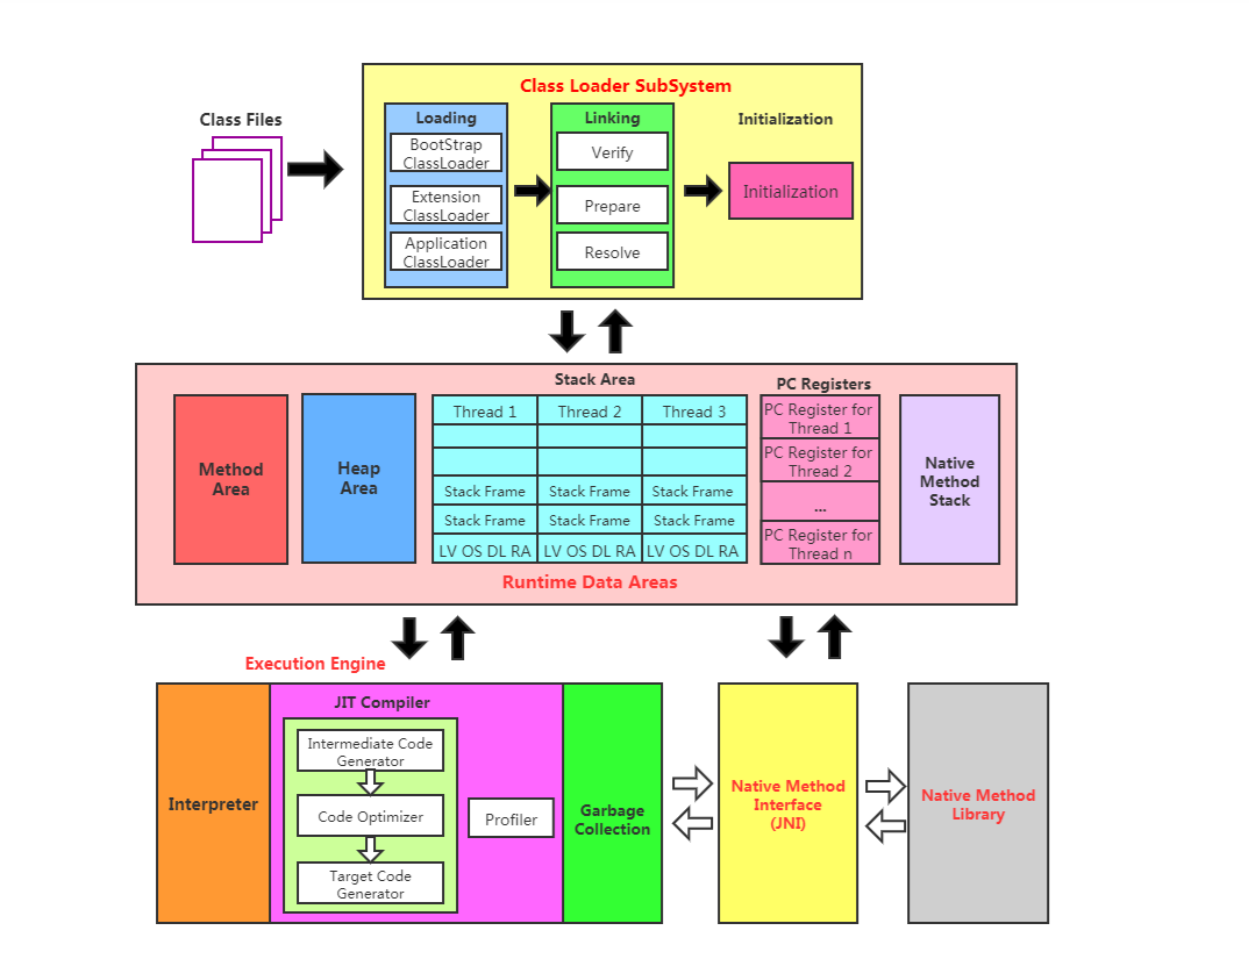 Class Loader SubSystem
Class Files
Loading
BootStrap
ClassLoader
Extension
ClassLoader
Application
ClassLoader
Linking
Verify
Prepare
Resolve
Initialization
Initialization
Stack Area
PC Registers
Method
Area
Heap
Area
Thread 1
Thread 2
Thread 3
Stack Frame
Stack Frame
Stack Frame
Stack Frame
Stack Frame
Stack Frame
LV OS DL RA
LV OS DL RA
LV OS DL RA
PC Register for
Thread 1
PC Register for
Thread 2
...
PC Register for
Thread n
Native
Method
Stack
Runtime Data Areas
Execution Engine
Interpreter
JIT Compiler
Intermediate Code
Generator
Code Optimizer
Target Code
Generator
Profiler
Garbage
Collection
Native Method
Interface
(JNI)
Native Method
Library